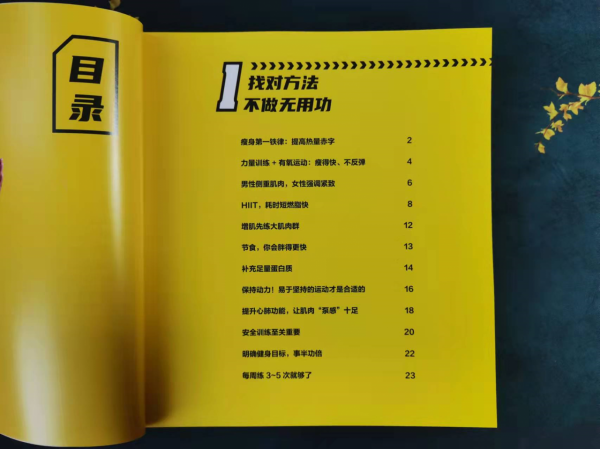 目录
1 找对方法
不做无用功
瘦身第一铁律：提高热量赤字 2
力量训练 + 有氧运动：瘦得快、不反弹 4
男性侧重肌肉，女性强调紧致 6
HIIT，耗时短燃脂快 8
增肌先练大肌肉群 12
节食，你会胖得更快 13
补充足量蛋白质 14
保持动力！易于坚持的运动才是合适的 16
提升心肺功能，让肌肉“泵感”十足 18
安全训练至关重要 20
明确健身目标，事半功倍 22
每周练 3~5 次就够了 23